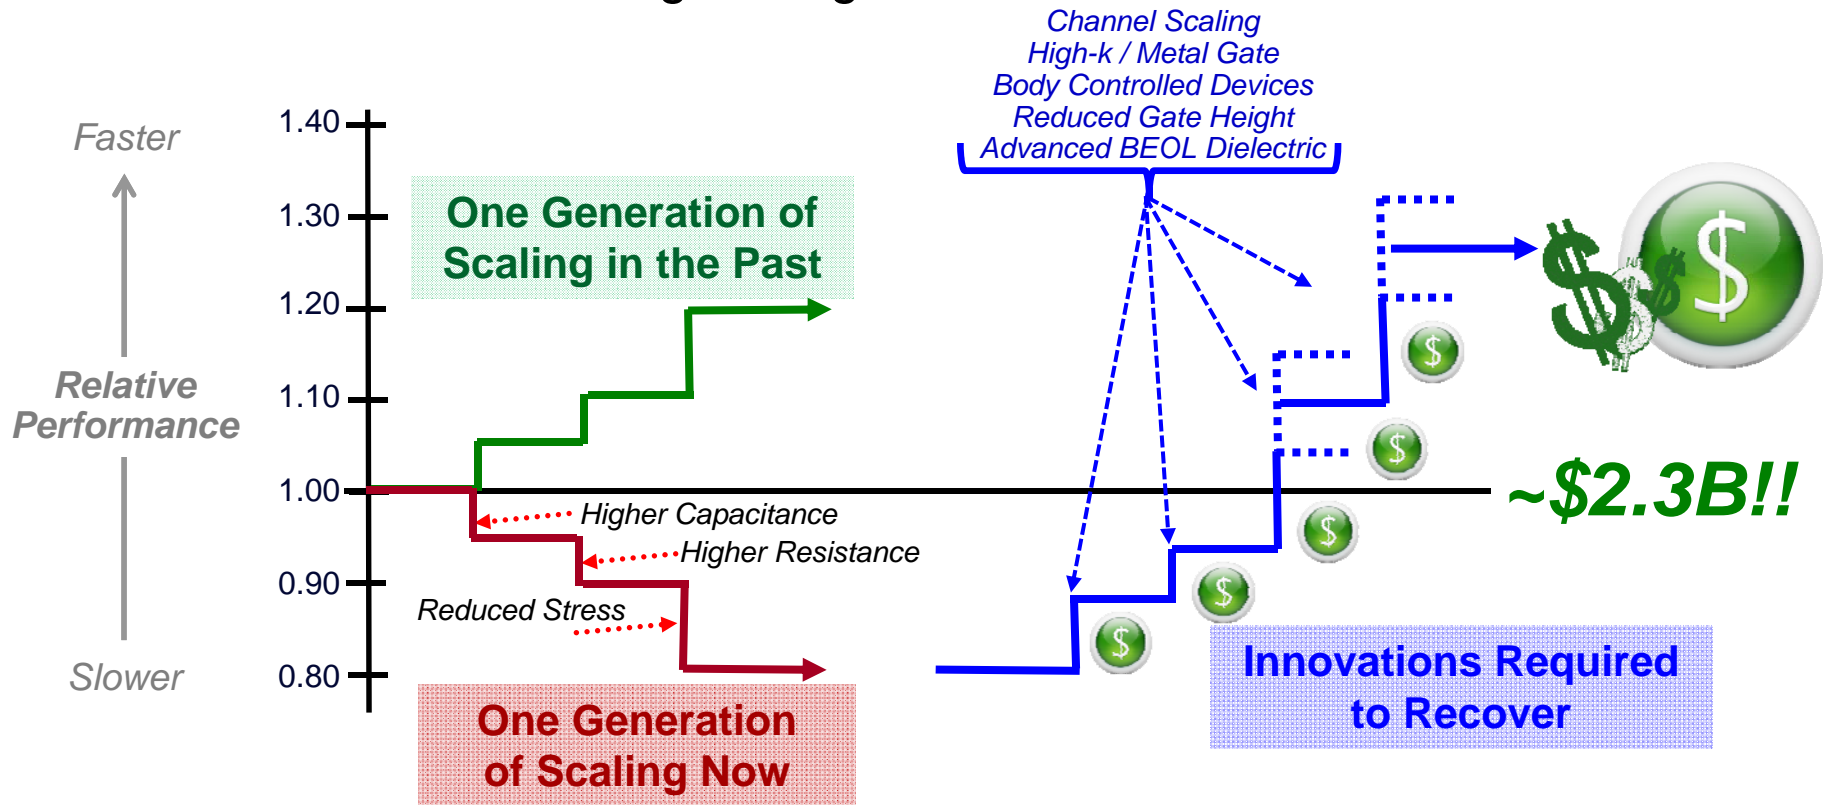 Channel Scaling
High-k / Metal Gate
Body Controlled Devices
Reduced Gate Height
Advanced BEOL Dielectric
Faster
Relative
Performance
Slower
1.40
1.30
1.20
1.10
1.00
0.90
0.80
One Generation of
Scaling in the Past
Higher Capacitance
Higher Resistance
Reduced Stress
One Generation
of Scaling Now
$
$
$
$
$
$
$
$
$
~$2.3B!!
Innovations Required
to Recover